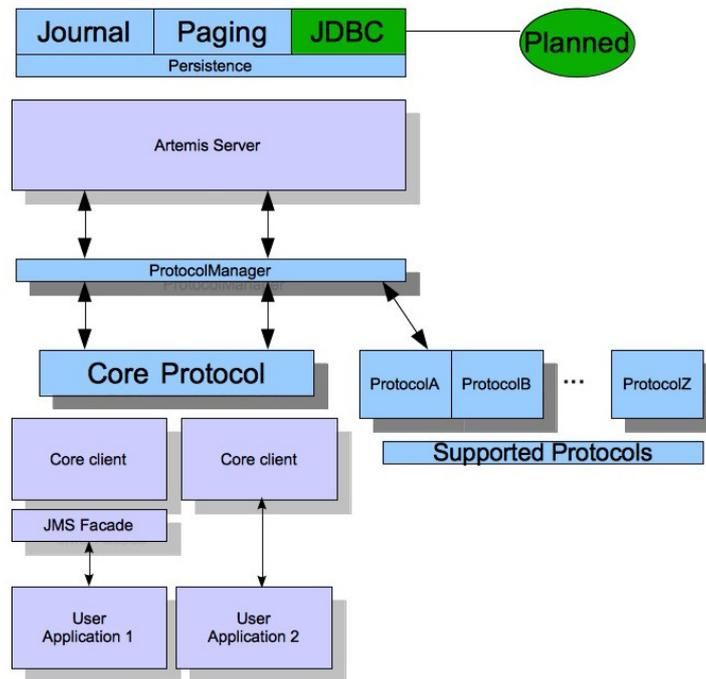 Journal
Paging
JDBC
Planned
Persistence
Artemis Server
ProtocolManager
ProtocolManager
Core Protocol
ProtocolA
ProtocolB
...
ProtocolZ
Supported Protocols
Core client
Core client
JMS Facade
User
Application 1
User
Application 2